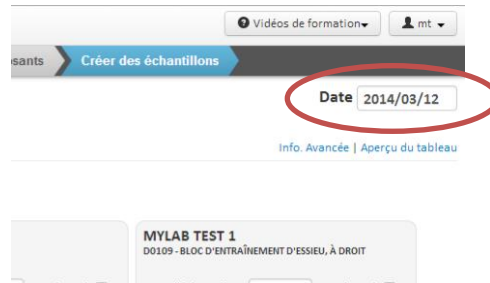 Vidéos de formation mt
sants Créer des échantillons
Date 2014/03/12
Info. Avancée | Aperçu du tableau
MYLAB TEST 1
D0109 - BLOC D'ENTRAÎNEMENT D'ESSIEU, À DROIT